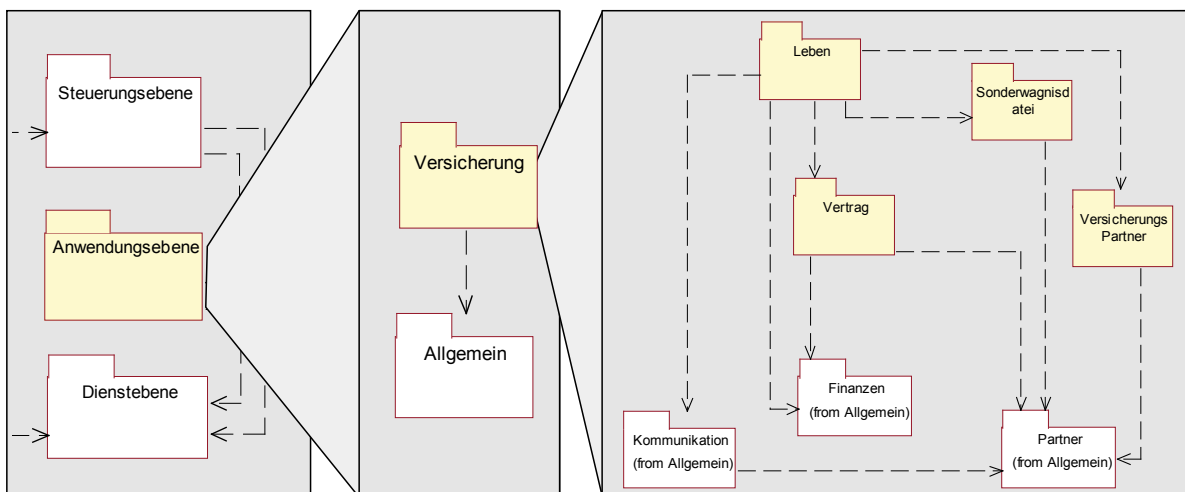 Steuerungsebene
Anwendungsebene
Dienstebene
Versicherung
Allgemein
Leben
Sonderwagnisd
atei
Vertrag
Versicherungs
Partner
Finanzen
(from Allgemein)
Kommunikation
(from Allgemein)
Partner
(from Allgemein)